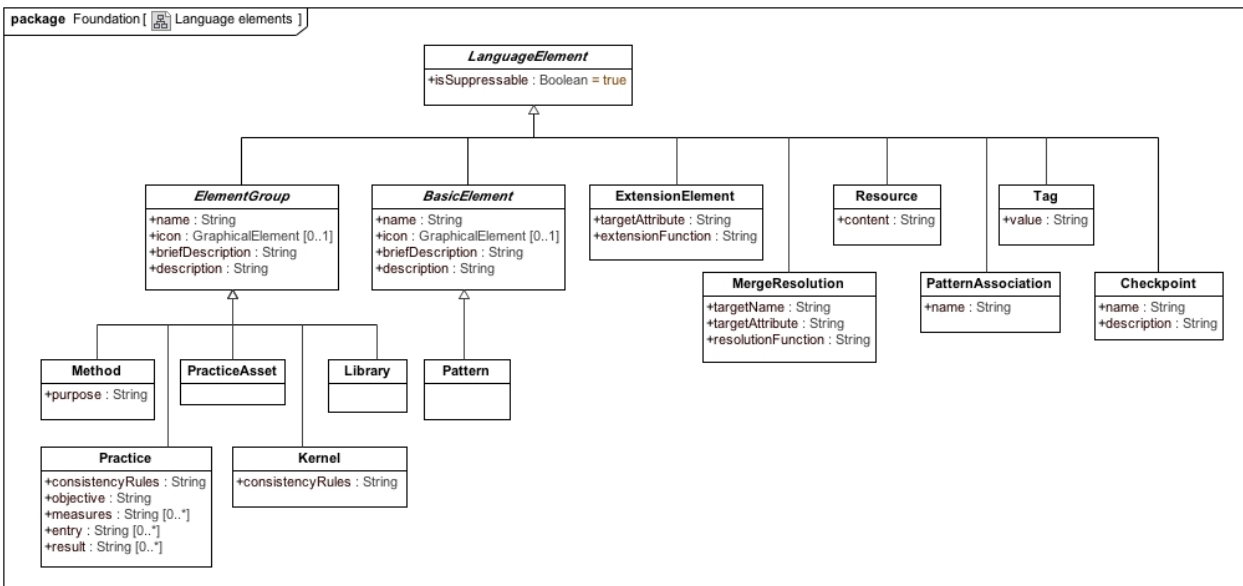 package Foundation [ Language elements ]
LanguageElement
+isSuppressable : Boolean = true
ElementGroup
+name : String
+icon : GraphicalElement [0..1]
+briefDescription : String
+description : String
BasicElement
+name : String
+icon : GraphicalElement [0..1]
+briefDescription : String
+description : String
ExtensionElement
+targetAttribute : String
+extensionFunction : String
Resource
+content : String
Tag
+value : String
MergeResolution
+targetName : String
+targetAttribute : String
+resolutionFunction : String
PatternAssociation
+name : String
Checkpoint
+name : String
+description : String
Method
+purpose : String
PracticeAsset
Library
Pattern
Practice
+consistencyRules : String
+objective : String
+measures : String [0..*]
+entry : String [0..*]
+result : String [0..*]
Kernel
+consistencyRules : String